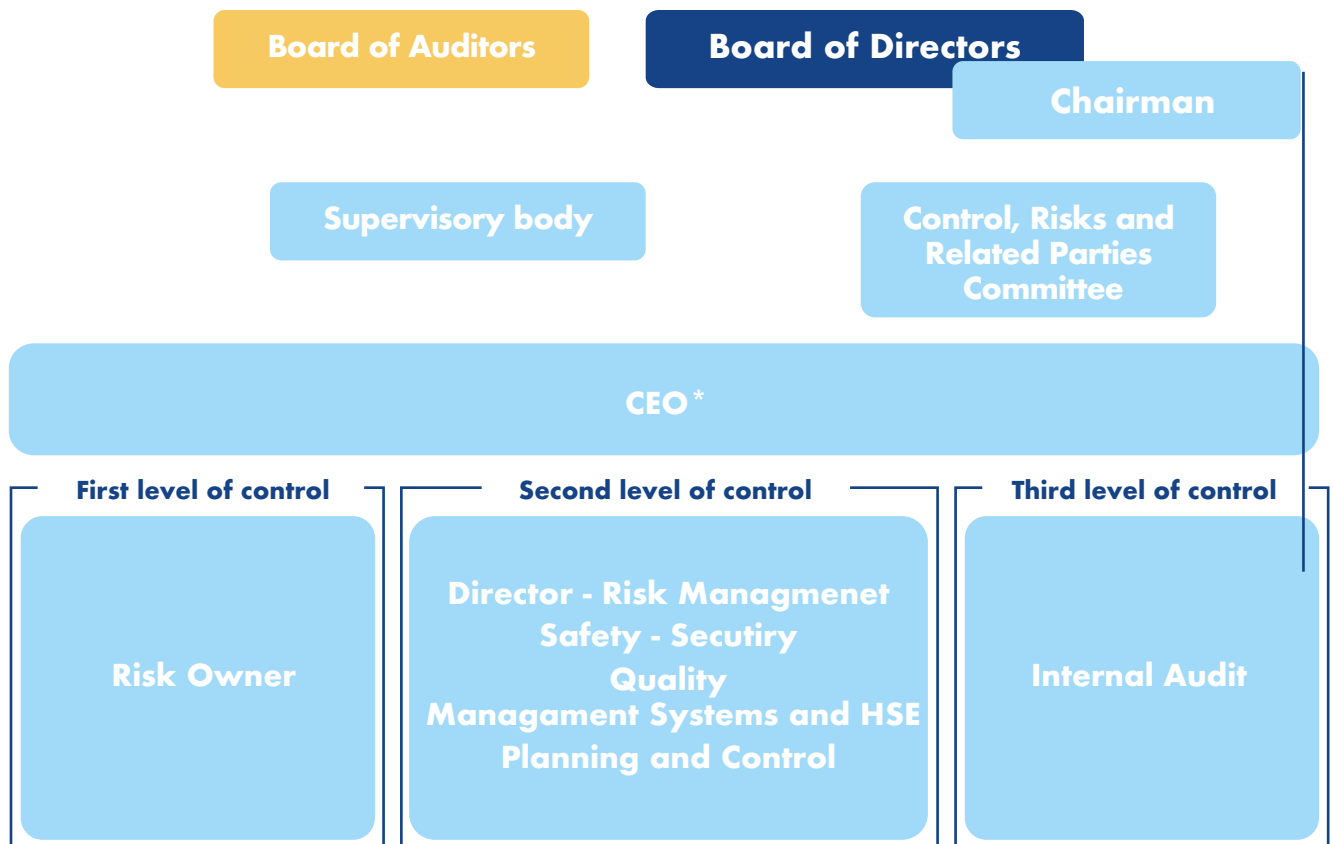 Board of Auditors
Board of Directors
Chairman
Supervisory body
Control, Risks and
Related Parties
Committee
CEO*
First level of control
Second level of control
Third level of control
Risk Owner
Director - Risk Managmenet
Safety - Secutiry
Quality
Managament Systems and HSE
Planning and Control
Internal Audit